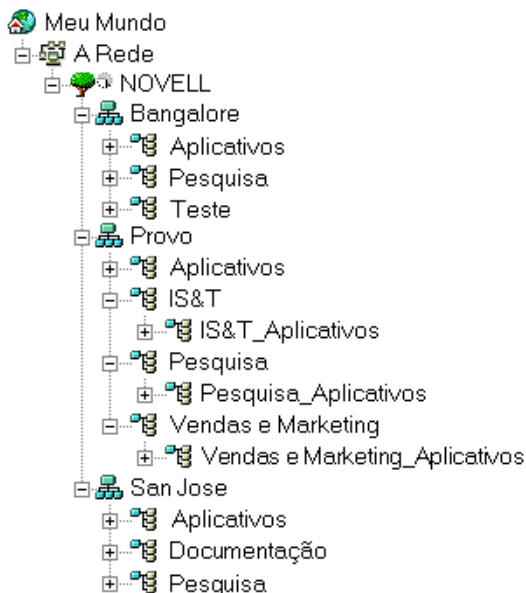 Meu Mundo
A Rede
NOVELL
Bangalore
Aplicativos
Pesquisa
Teste
Provo
Aplicativos
IS&T
IS&T_Aplicativos
Pesquisa
Pesquisa_Aplicativos
Vendas e Marketing
Vendas e Marketing_Aplicativos
San Jose
Aplicativos
Documentação
Pesquisa